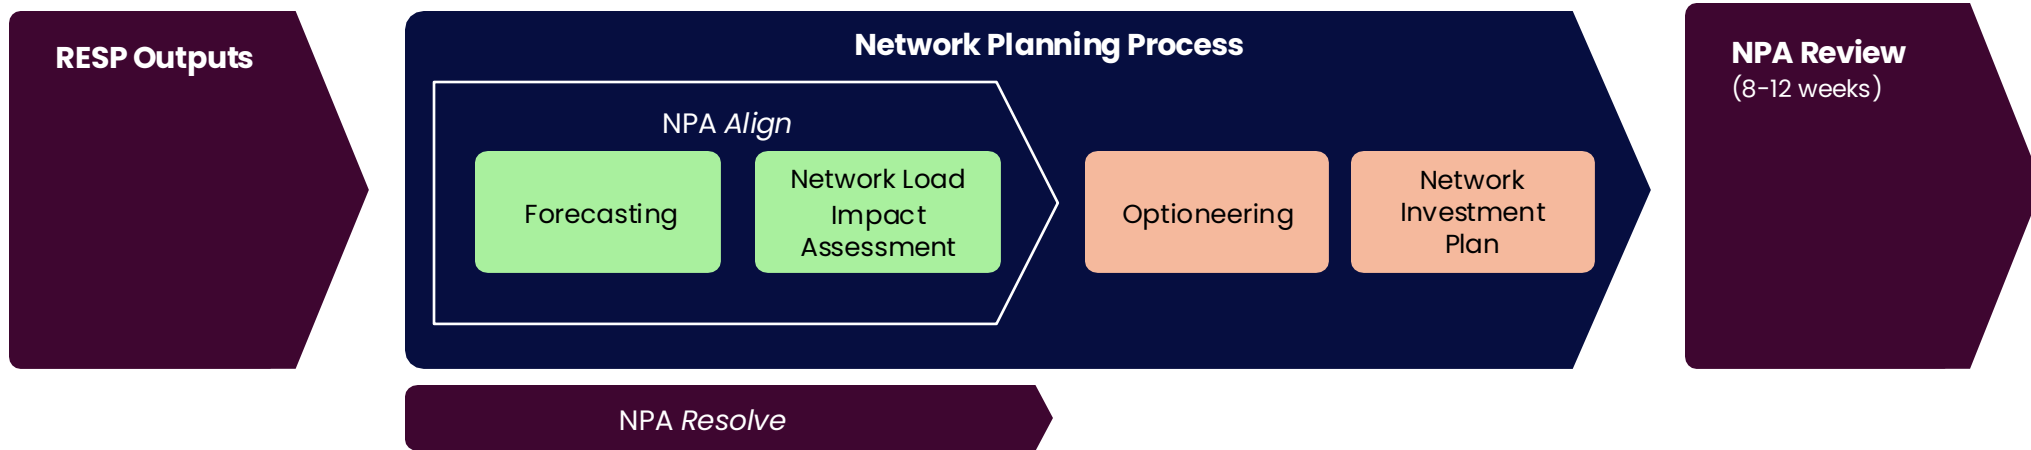 RESP Outputs
Network Planning Process
NPA Align
Forecasting
Network Load
Impact
Assessment
Optioneering
Network
Investment
Plan
NPA Resolve
NPA Review
(8-12 weeks)